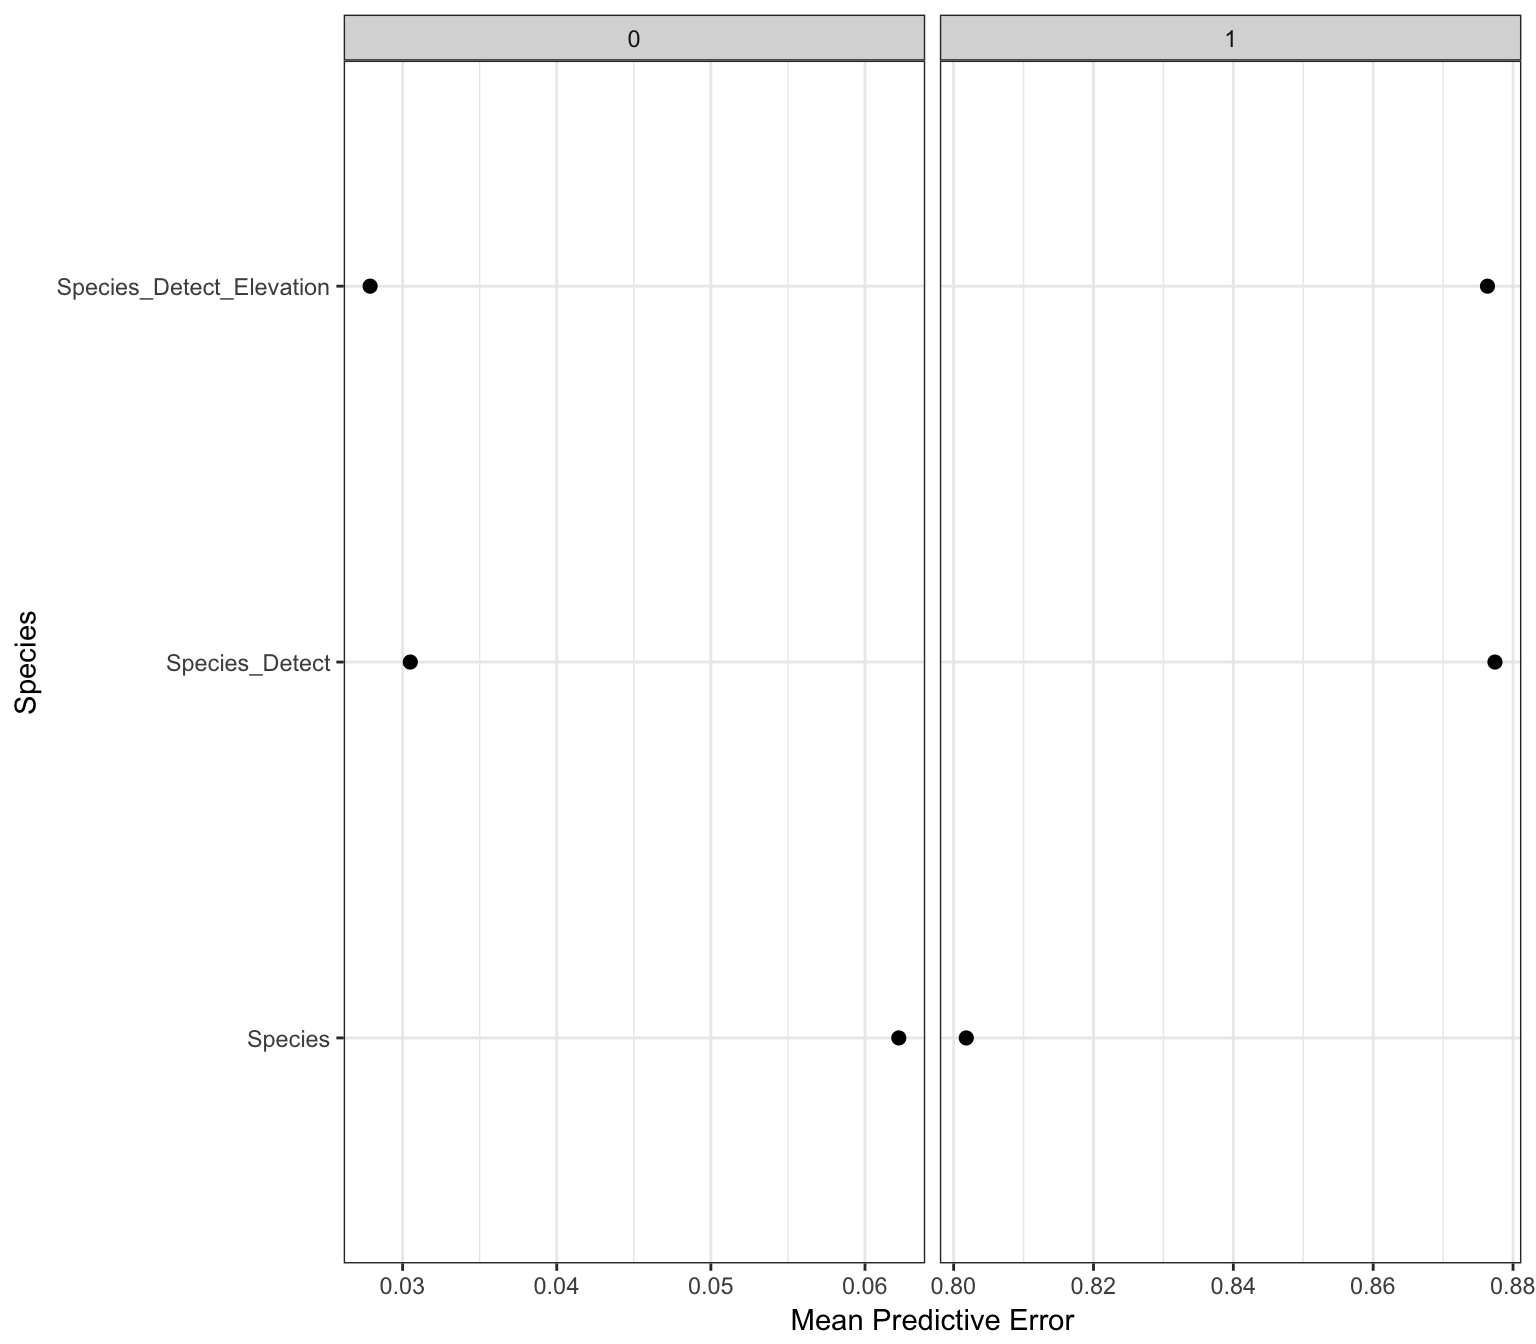 0
1
Species_Detect_Elevation
Species_Detect
Species
Species
0.03 0.04 0.05 0.06 0.80 0.82 0.84 0.86 0.88
Mean Predictive Error